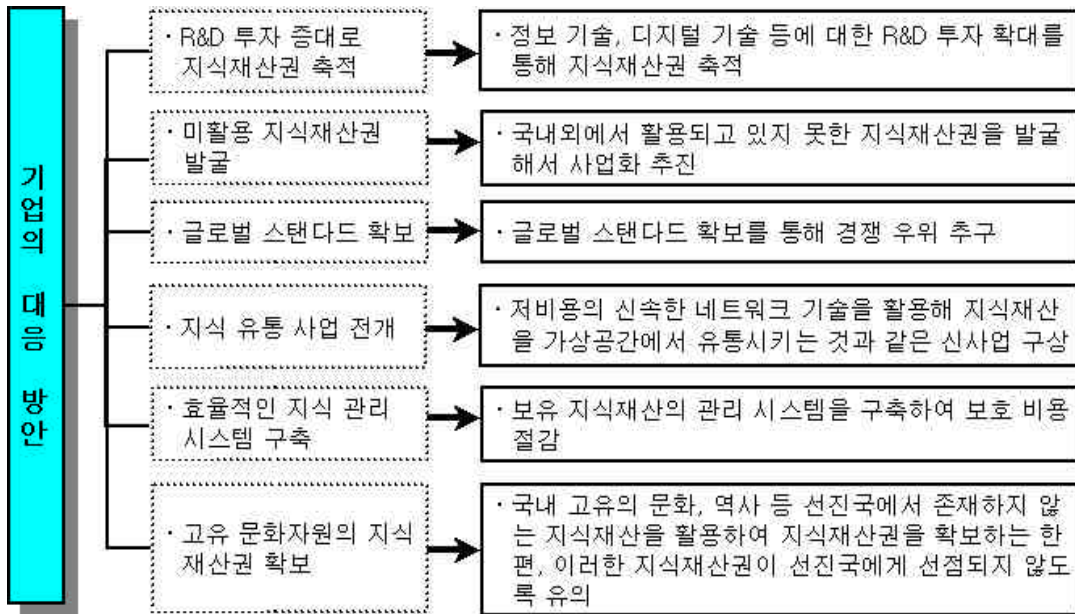 기업의 대응 방안
· R&D 투자 증대로
지식재산권 축적
· 정보 기술, 디지털 기술 등에 대한 R&D 투자 확대를
통해 지식재산권 축적
· 미활용 지식재산권
발굴
· 국내외에서 활용되고 있지 못한 지식재산권을 발굴
해서 사업화 추진
· 글로벌 스탠다드 확보
· 글로벌 스탠다드 확보를 통해 경쟁 우위 추구
· 지식 유통 사업 전개
· 저비용의 신속한 네트워크 기술을 활용해 지식재산
을 가상공간에서 유통시키는 것과 같은 신사업 구상
· 효율적인 지식 관리
시스템 구축
· 보유 지식재산의 관리 시스템을 구축하여 보호 비용
절감
· 고유 문화자원의 지식
재산권 확보
· 국내 고유의 문화, 역사 등 선진국에서 존재하지 않
는 지식재산을 활용하여 지식재산권을 확보하는 한
편, 이러한 지식재산권이 선진국에게 선점되지 않도
록 유의